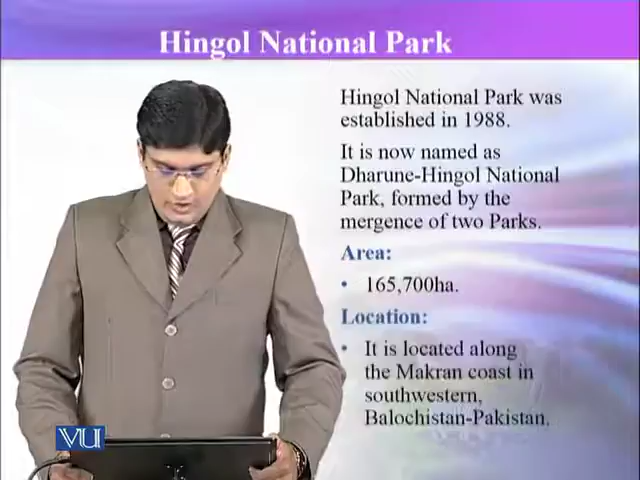 Hingol National Park
Hingol National Park was
established in 1988.
It is now named as
Dharune-Hingol National
Park, formed by the
mergence of two Parks.
Area:
• 165,700ha.
Location:
• It is located along
the Makran coast in
southwestern,
Balochistan-Pakistan.
VU